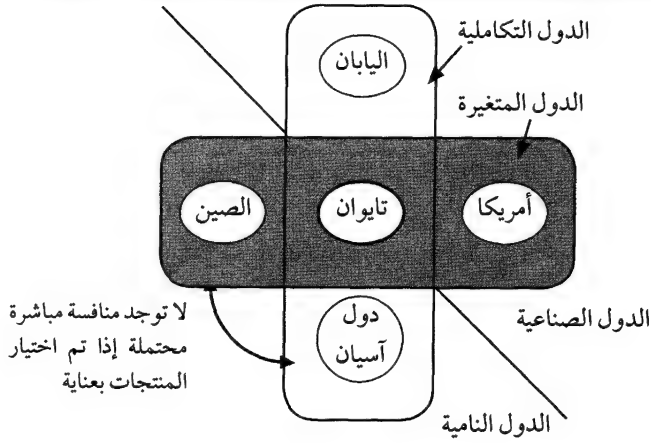 الدول التكاملية
اليابان
الدول المتغيرة
أمريكا
تايوان
الصين
لا توجد منافسة مباشرة
محتملة إذا تم اختيار
المنتجات بعناية
دول
آسيان
الدول الصناعية
الدول النامية